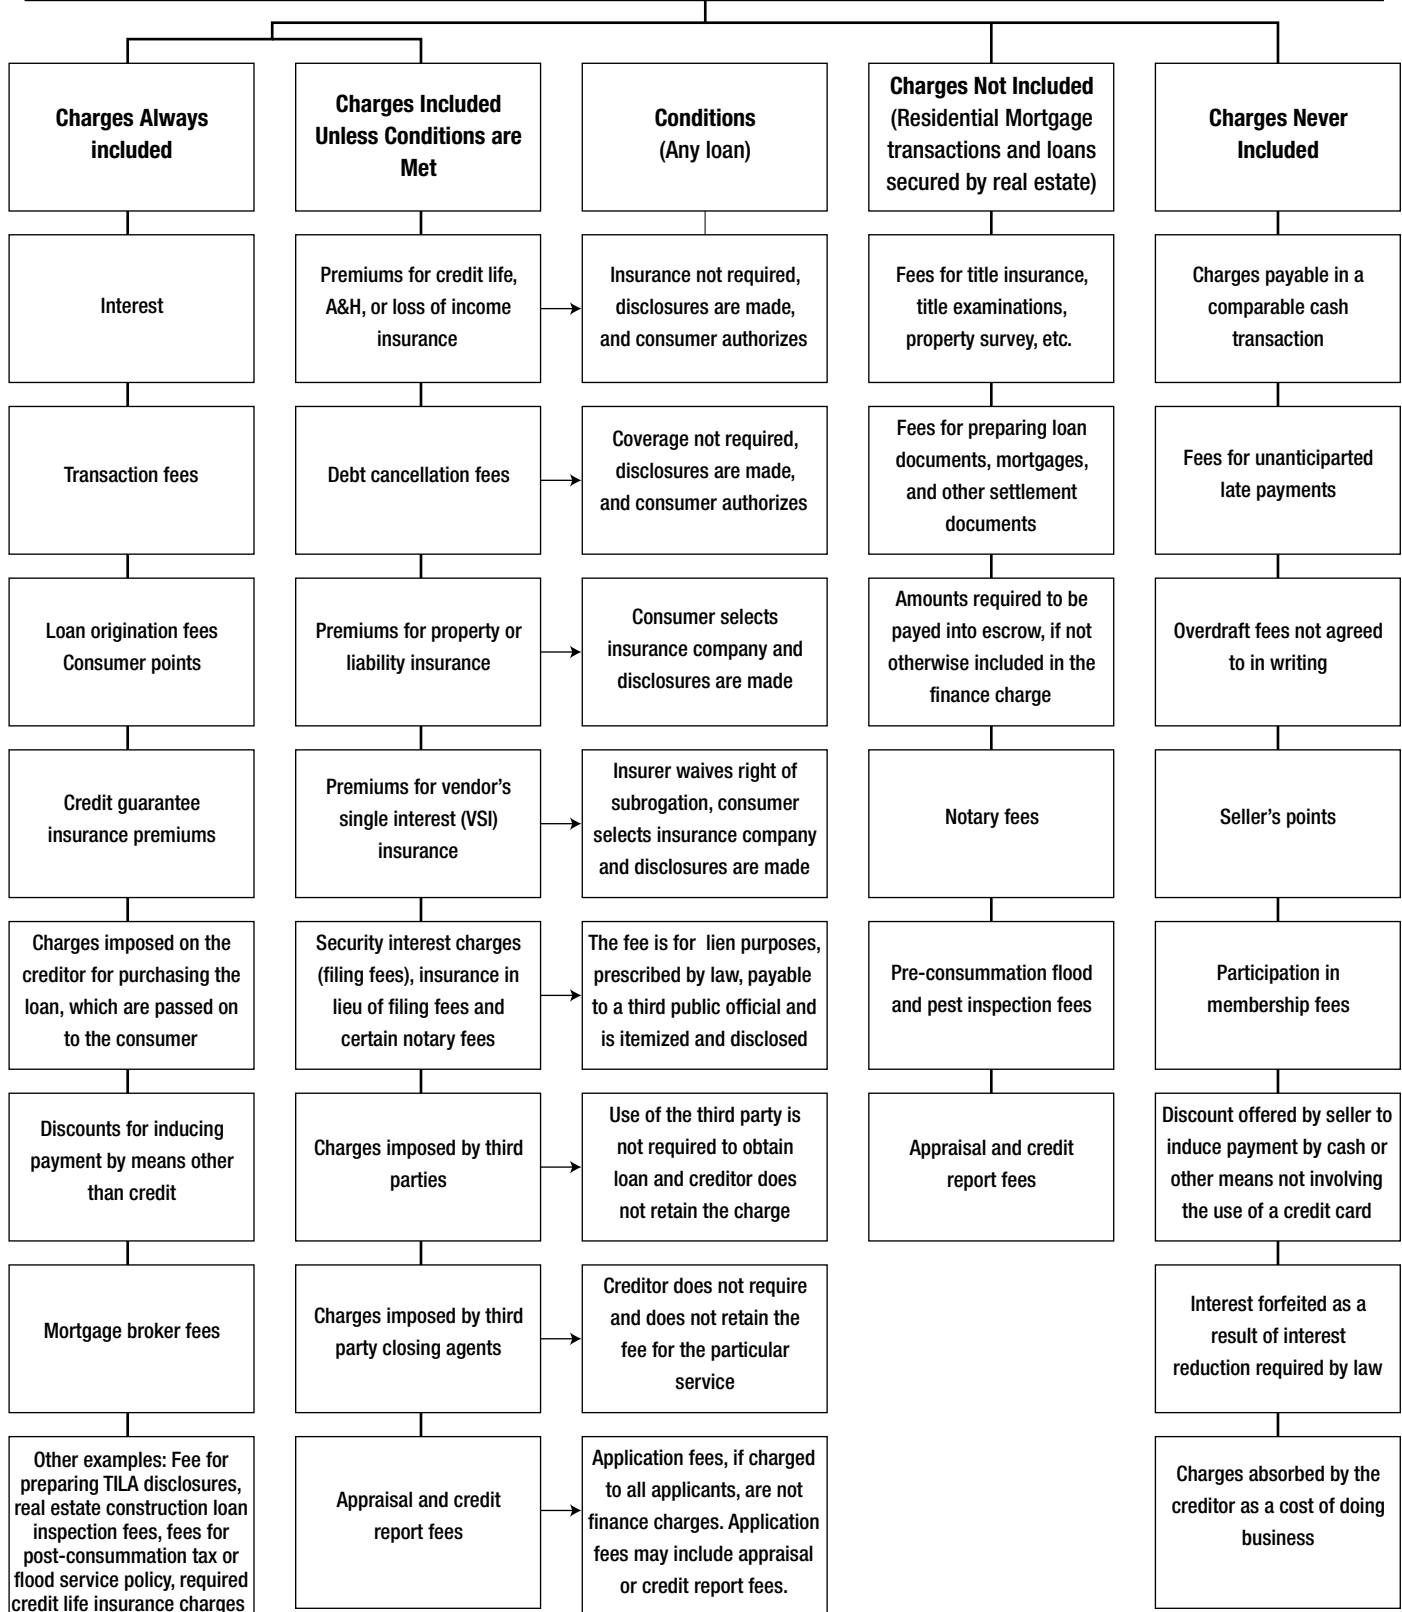 Charges Always
included
Charges Included
Unless Conditions are
Met
Conditions
(Any loan)
Charges Not Included
(Residential Mortgage
transactions and loans
secured by real estate)
Charges Never
Included
Interest
Premiums for credit life,
A&H, or loss of income
insurance
Insurance not required,
disclosures are made,
and consumer authorizes
Fees for title insurance,
title examinations,
property survey, etc.
Charges payable in a
comparable cash
transaction
Transaction fees
Debt cancellation fees
Coverage not required,
disclosures are made,
and consumer authorizes
Fees for preparing loan
documents, mortgages,
and other settlement
documents
Fees for unanticiparted
late payments
Loan origination fees
Consumer points
Premiums for property or
liability insurance
Consumer selects
insurance company and
disclosures are made
Amounts required to be
payed into escrow, if not
otherwise included in the
finance charge
Overdraft fees not agreed
to in writing
Credit guarantee
insurance premiums
Premiums for vendor’s
single interest (VSI)
insurance
Insurer waives right of
subrogation, consumer
selects insurance company
and disclosures are made
Notary fees
Seller’s points
Charges imposed on the
creditor for purchasing the
loan, which are passed on
to the consumer
Security interest charges
(filing fees), insurance in
lieu of filing fees and
certain notary fees
The fee is for lien purposes,
prescribed by law, payable
to a third public official and
is itemized and disclosed
Pre-consummation flood
and pest inspection fees
Participation in
membership fees
Discounts for inducing
payment by means other
than credit
Charges imposed by third
parties
Use of the third party is
not required to obtain
loan and creditor does
not retain the charge
Appraisal and credit
report fees
Discount offered by seller to
induce payment by cash or
other means not involving
the use of a credit card
Mortgage broker fees
Charges imposed by third
party closing agents
Creditor does not require
and does not retain the
fee for the particular
service
Interest forfeited as a
result of interest
reduction required by law
Other examples: Fee for
preparing TILA disclosures,
real estate construction loan
inspection fees, fees for
post-consummation tax or
flood service policy, required
credit life insurance charges
Appraisal and credit
report fees
Application fees, if charged
to all applicants, are not
finance charges. Application
fees may include appraisal
or credit report fees.
Charges absorbed by the
creditor as a cost of doing
business